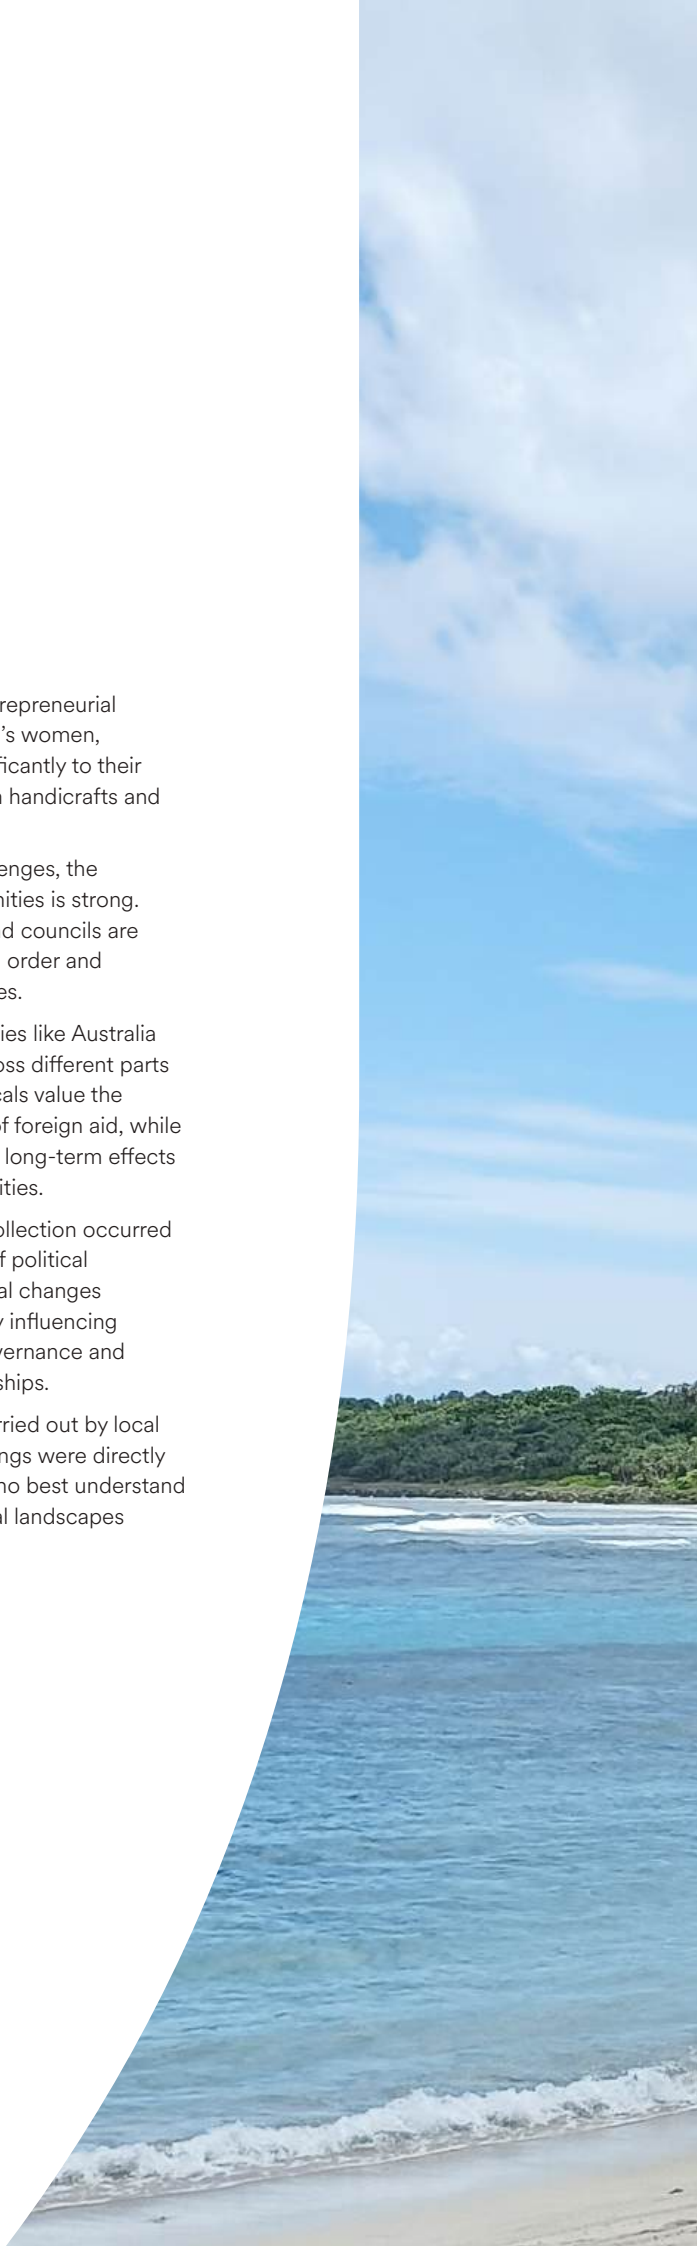 repreneurial
's women,
ficantly to their
handicrafts and
enges, the
nities is strong.
d councils are
order and
es.
ies like Australia
oss different parts
cals value the
of foreign aid, while
long-term effects
ities.
ollection occurred
f political
al changes
y influencing
vernance and
ships.
rried out by local
ngs were directly
ho best understand
al landscapes